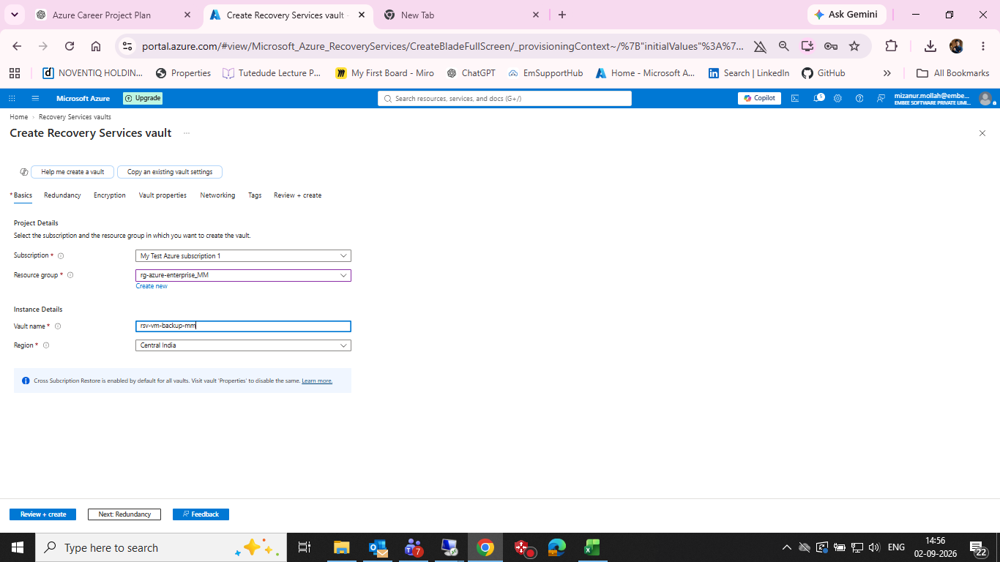 Azure Career Project Plan
Create Recovery Services vault -
New Tab
Ask Gemini
portal.azure.com/#view/Microsoft_Azure_RecoveryServices/CreateBladeFullScreen/_provisioningContext~/%7B"initialValues"%3A%7...
NOVENTIQ HOLDIN...
Properties
Tutedude Lecture P...
My First Board - Miro
ChatGPT
EmSupportHub
Home - Microsoft A...
Search | LinkedIn
GitHub
»
All Bookmarks
Microsoft Azure
Upgrade
Search resources, services, and docs (G+/)
Copilot
5
mizanur.mollah@embe...
EMBEE SOFTWARE PRIVATE LIMI...
Home > Recovery Services vaults
Create Recovery Services vault ...
Help me create a vault
Copy an existing vault settings
* Basics
Redundancy
Encryption
Vault properties
Networking
Tags
Review + create
Project Details
Select the subscription and the resource group in which you want to create the vault.
Subscription *
My Test Azure subscription 1
Resource group *
rg-azure-enterprise_MM
Create new
Instance Details
Vault name *
rsv-vm-backup-mm
Region *
Central India
Cross Subcription Restore is enabled by default for all vaults. Visit vault 'Properties' to disable the same. Learn more.
Review + create
Next: Redundancy
Feedback
Type here to search
7
ENG
14:56
02-09-2026
22